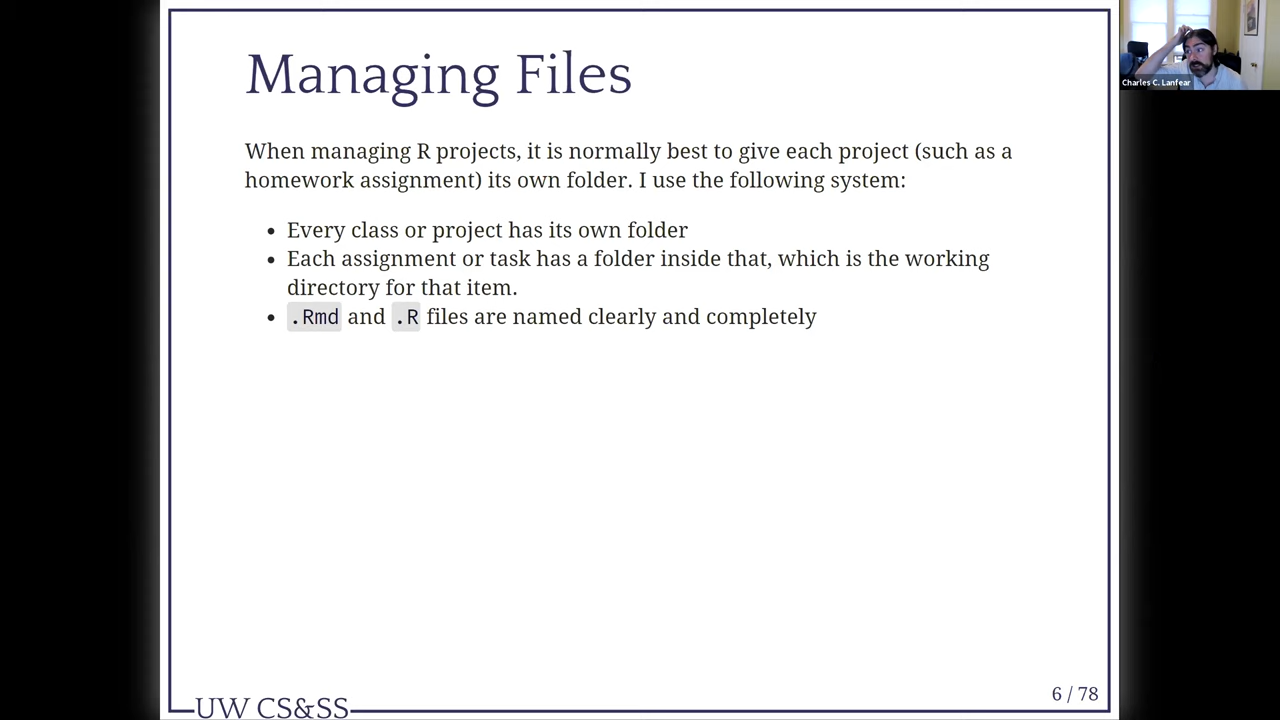 Managing Files
When managing R projects, it is normally best to give each project (such as a
homework assignment) its own folder. I use the following system:
• Every class or project has its own folder
• Each assignment or task has a folder inside that, which is the working
directory for that item.
• .Rmd and .R files are named clearly and completely
6 / 78
UW CS&SS
Charles C. Lanfear